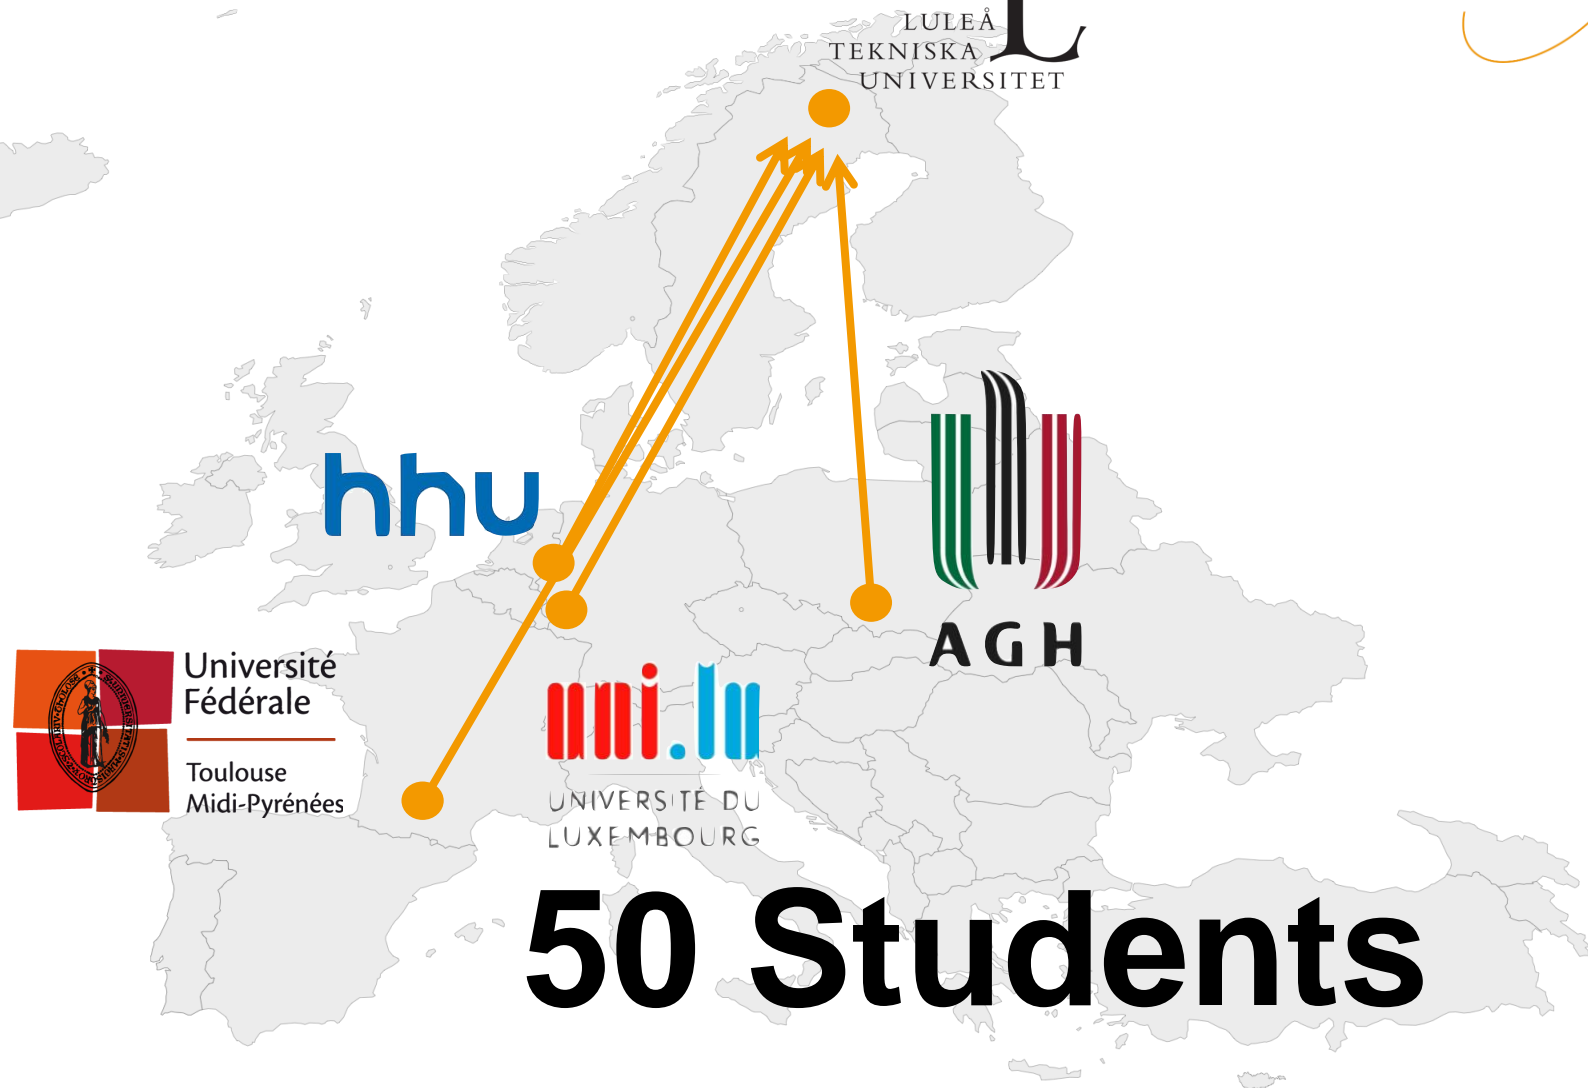 LULEÅ
TEKNISKA
UNIVERSITET
hhu
AGH
Université
Fédérale
Toulouse
Midi-Pyrénées
uni.lu
UNIVERSITÉ DU
LUXEMBOURG
50 Students